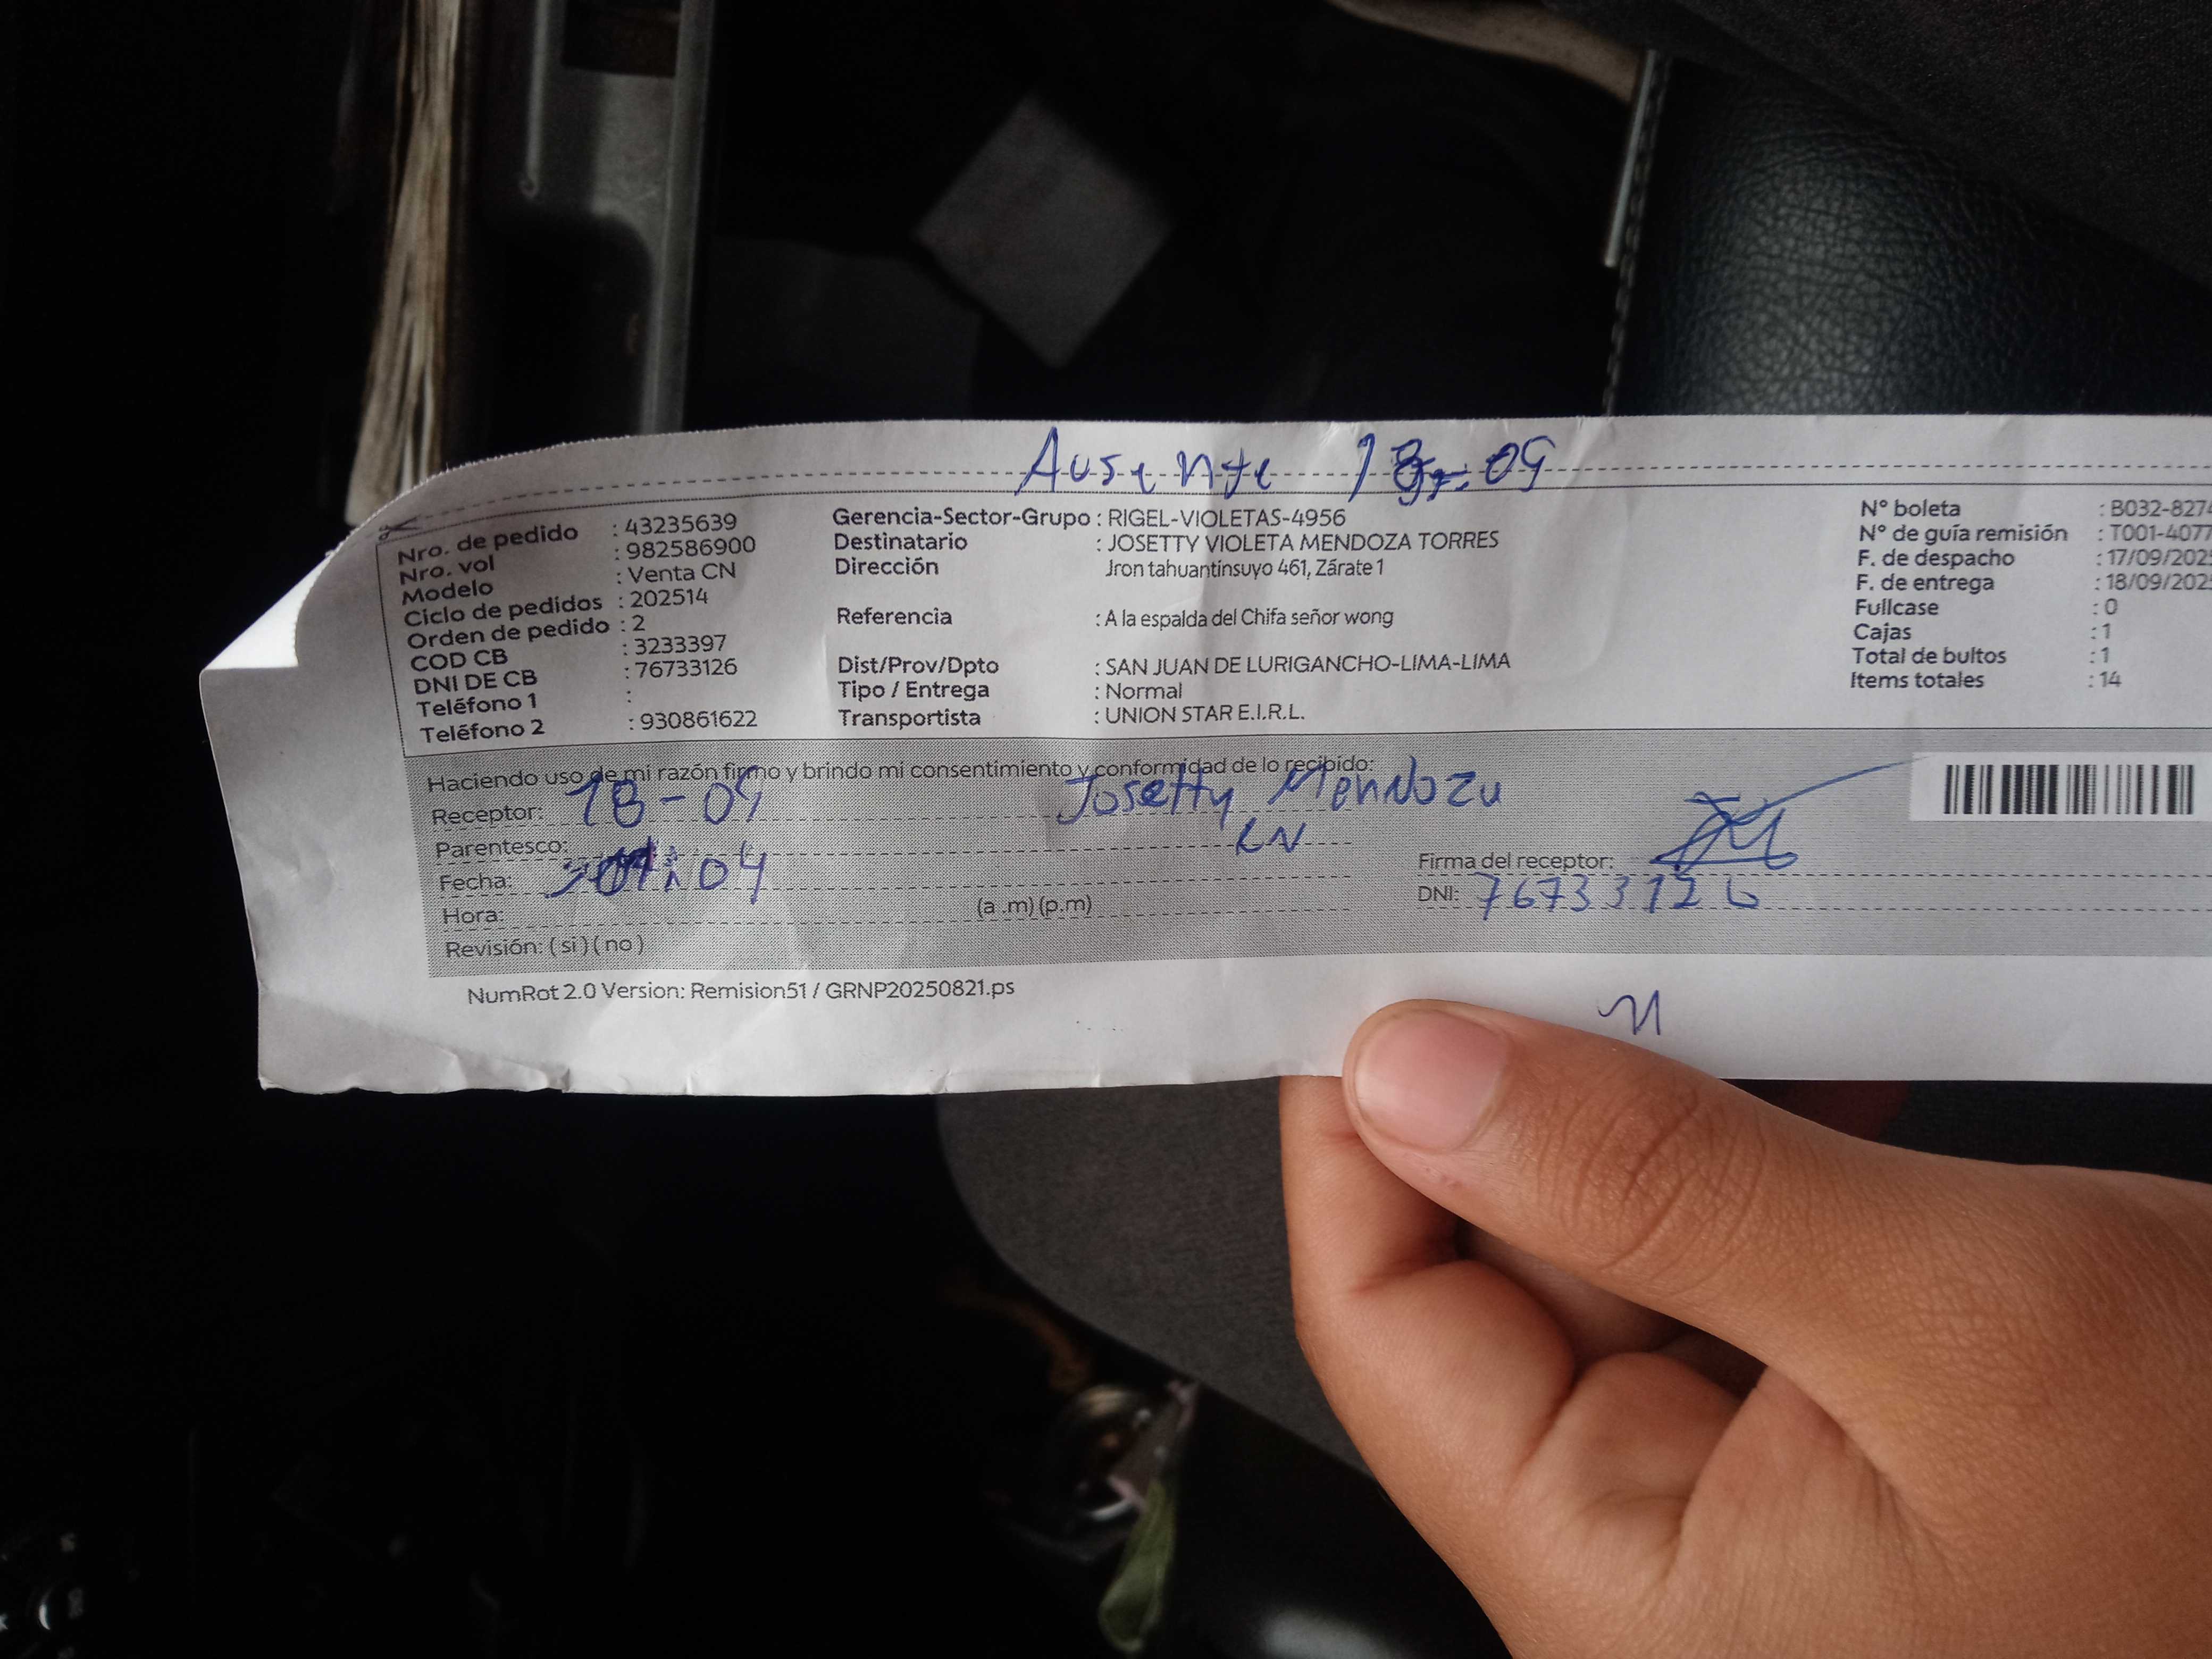 Ausente 18-09
Nro. de pedido : 43235639
Nro. vol : 982586900
Modelo : Venta CN
Ciclo de pedidos : 202514
Orden de pedido : 2
COD CB : 3233397
DNI DE CB : 76733126
Teléfono 1 :
Teléfono 2 : 930861622
Gerencia-Sector-Grupo : RIGEL-VIOLETAS-4956
Destinatario : JOSETTY VIOLETA MENDOZA TORRES
Dirección Jron tahuantinsuyo 461, Zárate 1
Referencia : A la espalda del Chifa señor wong
Dist/Prov/Dpto : SAN JUAN DE LURIGANCHO-LIMA-LIMA
Tipo / Entrega : Normal
Transportista : UNION STAR E.I.R.L.
N° boleta : B032-8274
N° de guía remisión : T001-4077
F. de despacho : 17/09/202
F. de entrega : 18/09/202
Fullcase : 0
Cajas : 1
Total de bultos : 1
Items totales : 14
Haciendo uso de mi razón firmo y brindo mi consentimiento y conformidad de lo recibido:
Receptor: 18-09 Josetty Mendoza
Parentesco:
Fecha: :04
Hora: (a .m) (p.m)
Revisión: ( si ) ( no )
Firma del receptor:
DNI: 76733126
NumRot 2.0 Version: Remision51 / GRNP20250821.ps